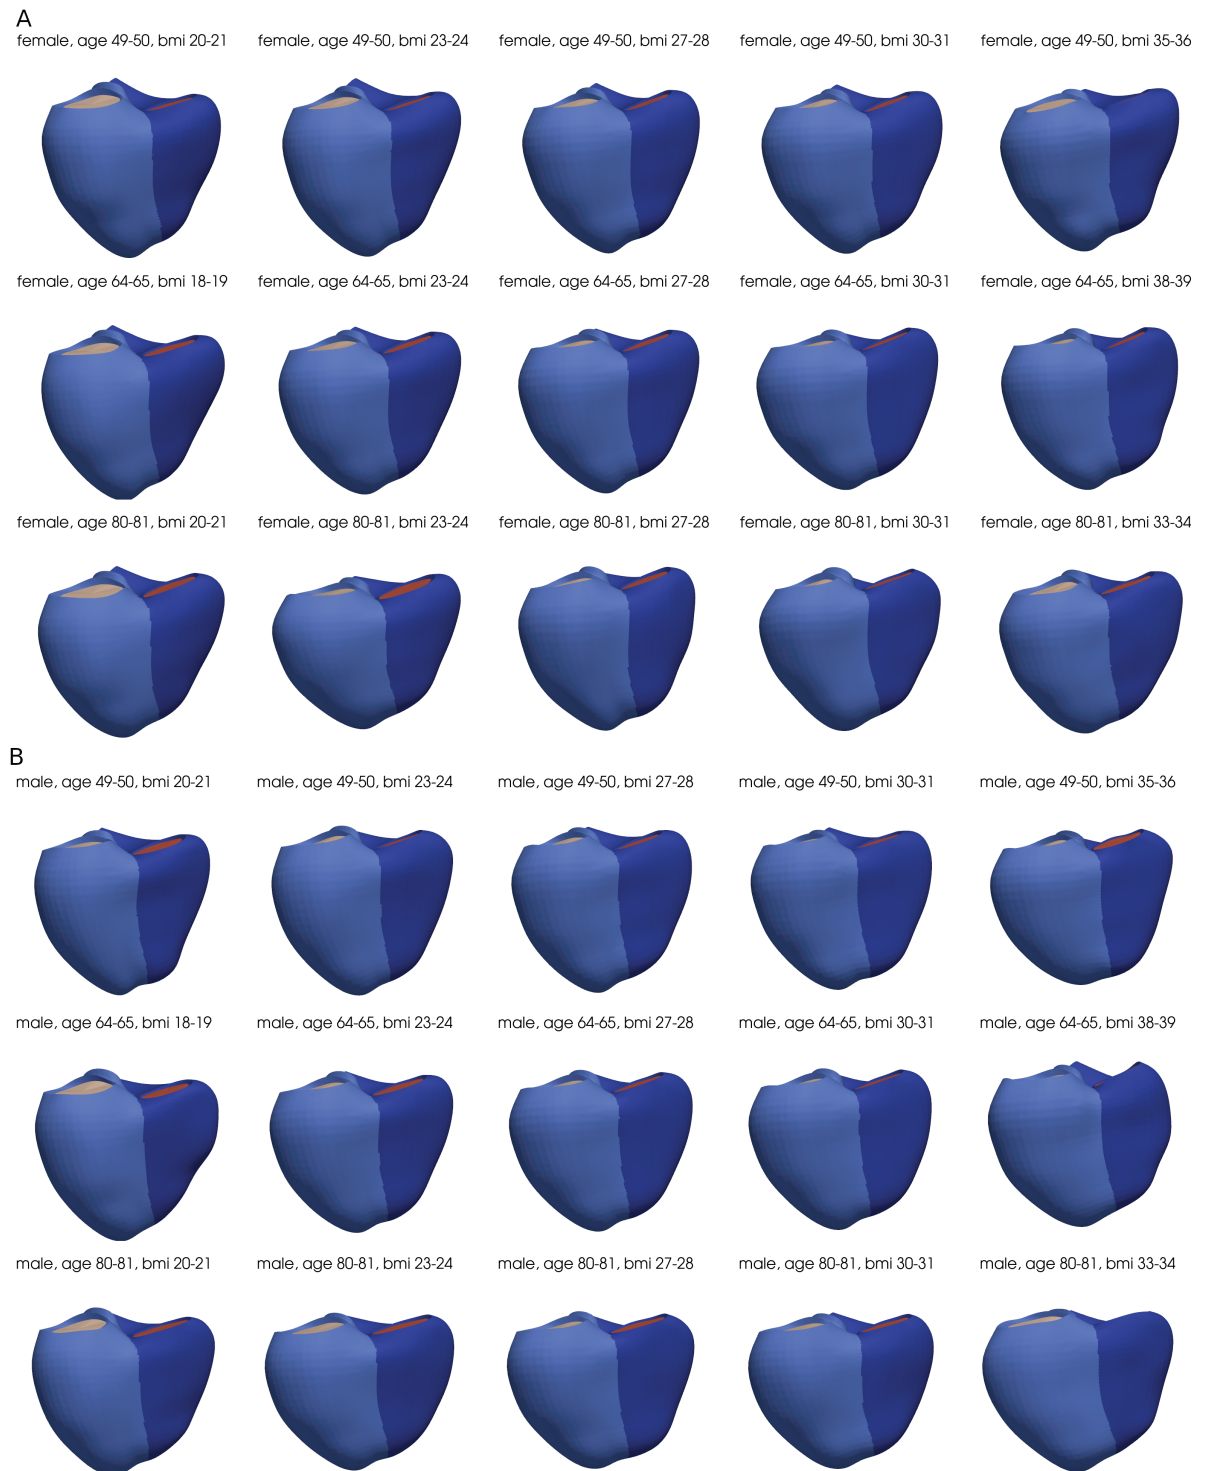 A
female, age 49-50, bmi 20-21 female, age 49-50, bmi 23-24 female, age 49-50, bmi 27-28 female, age 49-50, bmi 30-31 female, age 49-50, bmi 35-36
female, age 64-65, bmi 18-19 female, age 64-65, bmi 23-24 female, age 64-65, bmi 27-28 female, age 64-65, bmi 30-31 female, age 64-65, bmi 38-39
female, age 80-81, bmi 20-21 female, age 80-81, bmi 23-24 female, age 80-81, bmi 27-28 female, age 80-81, bmi 30-31 female, age 80-81, bmi 33-34
B
male, age 49-50, bmi 20-21 male, age 49-50, bmi 23-24 male, age 49-50, bmi 27-28 male, age 49-50, bmi 30-31 male, age 49-50, bmi 35-36
male, age 64-65, bmi 18-19 male, age 64-65, bmi 23-24 male, age 64-65, bmi 27-28 male, age 64-65, bmi 30-31 male, age 64-65, bmi 38-39
male, age 80-81, bmi 20-21 male, age 80-81, bmi 23-24 male, age 80-81, bmi 27-28 male, age 80-81, bmi 30-31 male, age 80-81, bmi 33-34